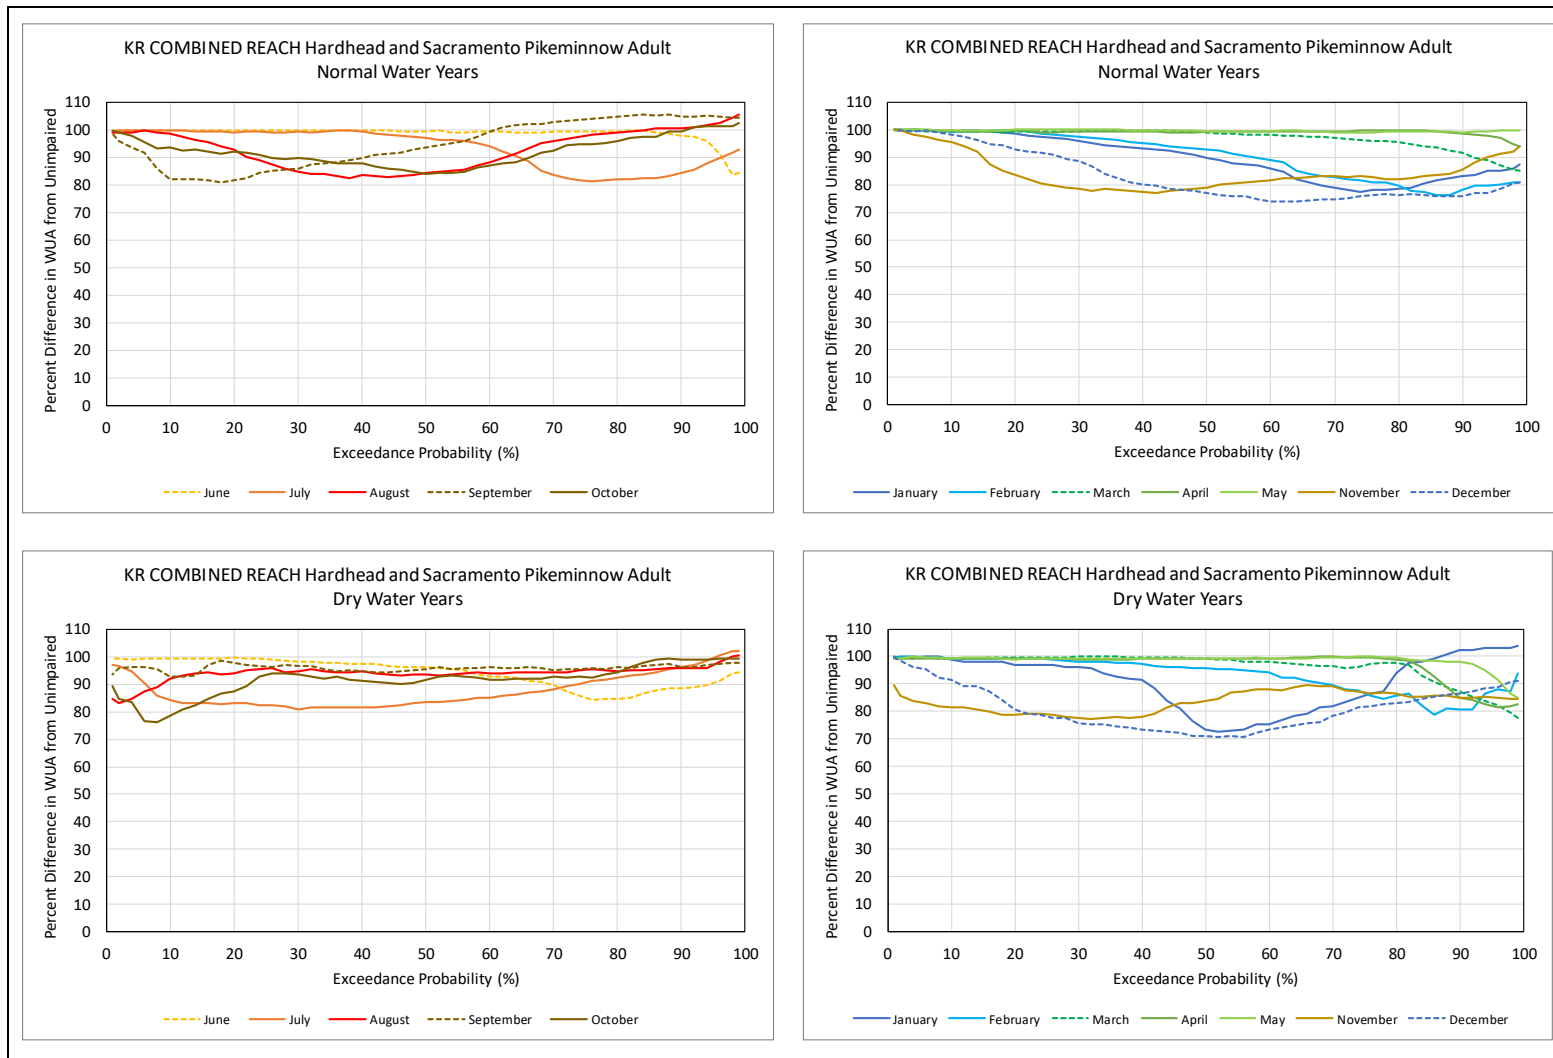 KR COMBINED REACH Hardhead and Sacramento Pikeminnow Adult
Normal Water Years
Percent Difference in WUA from Unimpaired
110
100
90
80
70
60
50
40
30
20
10
0
0 10 20 30 40 50 60 70 80 90 100
Exceedance Probability (%)
June July August September October
KR COMBINED REACH Hardhead and Sacramento Pikeminnow Adult
Normal Water Years
Percent Difference in WUA from Unimpaired
110
100
90
80
70
60
50
40
30
20
10
0
0 10 20 30 40 50 60 70 80 90 100
Exceedance Probability (%)
January February March April May November December
KR COMBINED REACH Hardhead and Sacramento Pikeminnow Adult
Dry Water Years
Percent Difference in WUA from Unimpaired
110
100
90
80
70
60
50
40
30
20
10
0
0 10 20 30 40 50 60 70 80 90 100
Exceedance Probability (%)
June July August September October
KR COMBINED REACH Hardhead and Sacramento Pikeminnow Adult
Dry Water Years
Percent Difference in WUA from Unimpaired
110
100
90
80
70
60
50
40
30
20
10
0
0 10 20 30 40 50 60 70 80 90 100
Exceedance Probability (%)
January February March April May November December